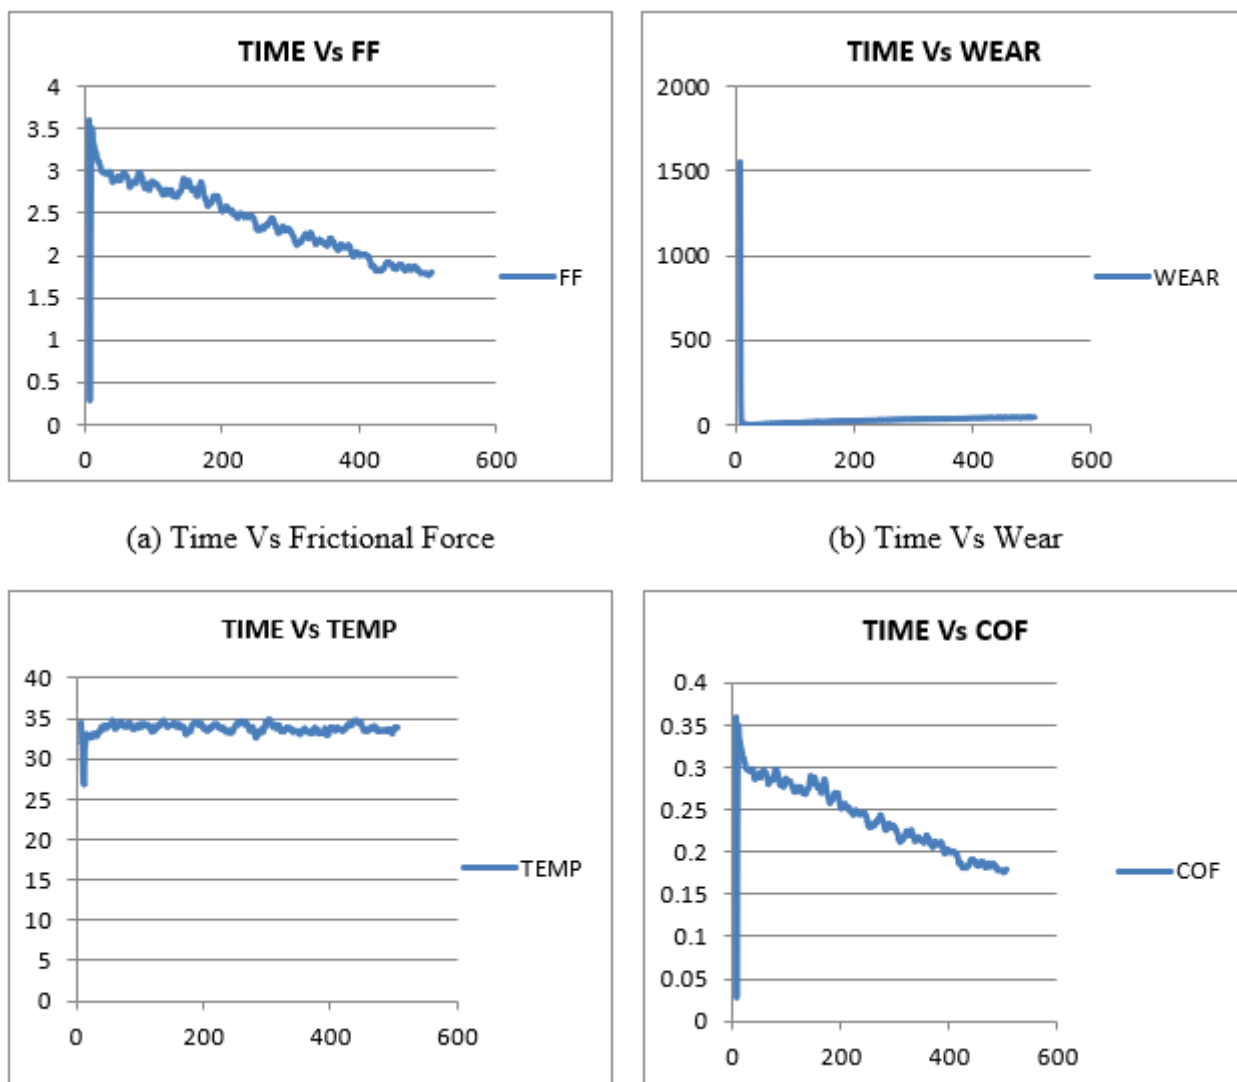 TIME Vs FF
4
3.5
3
2.5
2
1.5
1
0.5
0
0 200 400 600
FF
TIME Vs WEAR
2000
1500
1000
500
0
0 200 400 600
WEAR
(a) Time Vs Frictional Force
(b) Time Vs Wear
TIME Vs TEMP
40
35
30
25
20
15
10
5
0
0 200 400 600
TEMP
TIME Vs COF
0.4
0.35
0.3
0.25
0.2
0.15
0.1
0.05
0
0 200 400 600
COF